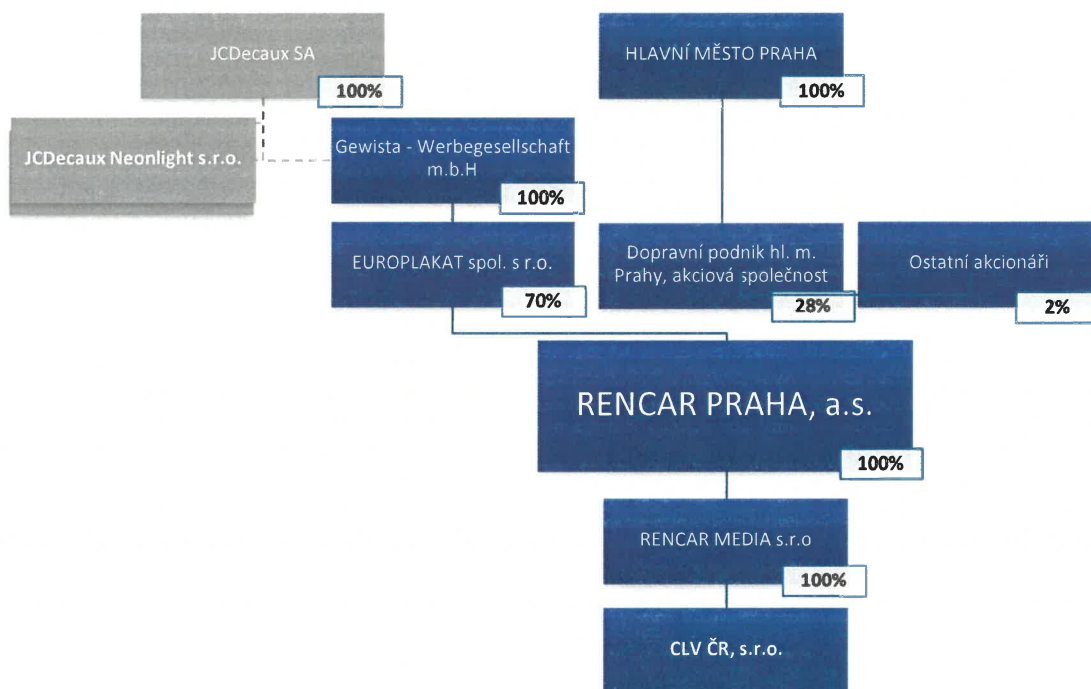 JCDecaux SA
100%
HLAVNÍ MĚSTO PRAHA
100%
JCDecaux Neonlight s.r.o.
Gewista - Werbegesellschaft
m.b.H
100%
EUROPLAKAT spol. s r.o.
70%
Dopravní podnik hl. m.
Prahy, akciová společnost
28%
Ostatní akcionáři
2%
RENCAR PRAHA, a.s.
100%
RENCAR MEDIA s.r.o
100%
CLV ČR, s.r.o.